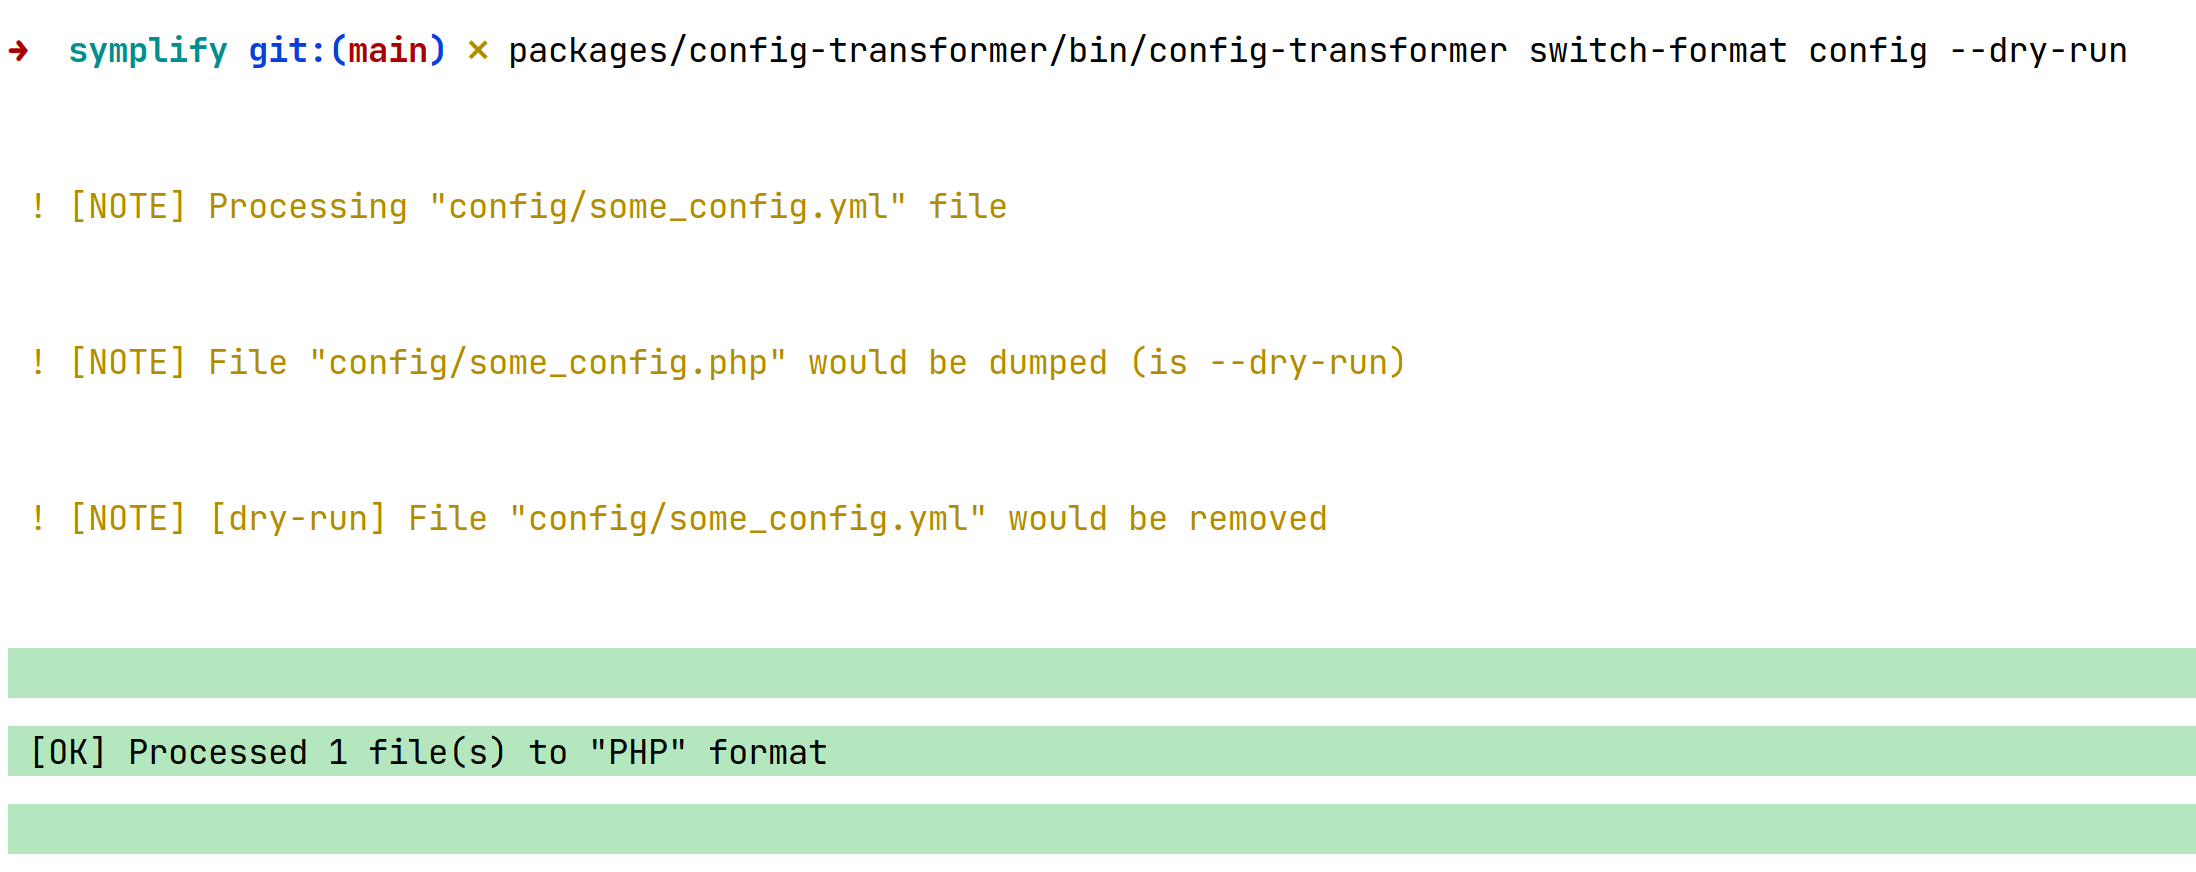 ➜  symplify git:(main) ✗ packages/config-transformer/bin/config-transformer switch-format config --dry-run
! [NOTE] Processing "config/some_config.yml" file
! [NOTE] File "config/some_config.php" would be dumped (is --dry-run)
! [NOTE] [dry-run] File "config/some_config.yml" would be removed
[OK] Processed 1 file(s) to "PHP" format